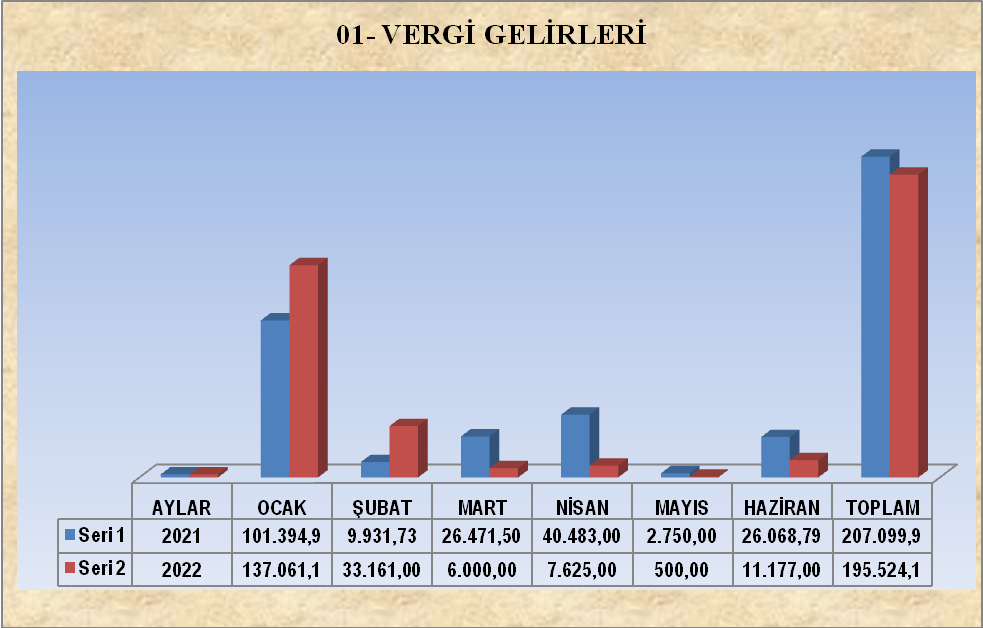 01- VERGİ GELİRLERİ
AYLAR OCAK ŞUBAT MART NİSAN MAYIS HAZİRAN TOPLAM
Seri 1 2021 101.394,9 9.931,73 26.471,50 40.483,00 2.750,00 26.068,79 207.099,9
Seri 2 2022 137.061,1 33.161,00 6.000,00 7.625,00 500,00 11.177,00 195.524,1